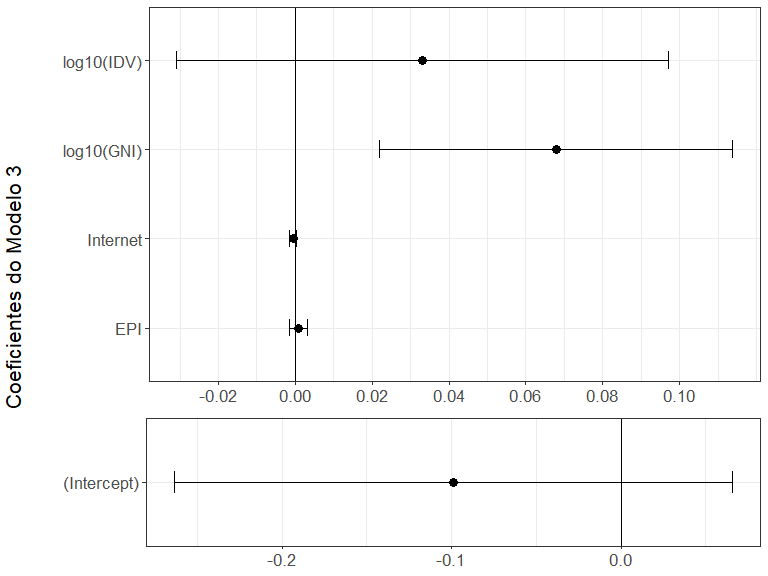 Coeficientes do Modelo 3
log10(IDV)
log10(GNI)
Internet
EPI
-0.02 0.00 0.02 0.04 0.06 0.08 0.10
(Intercept)
-0.2 -0.1 0.0